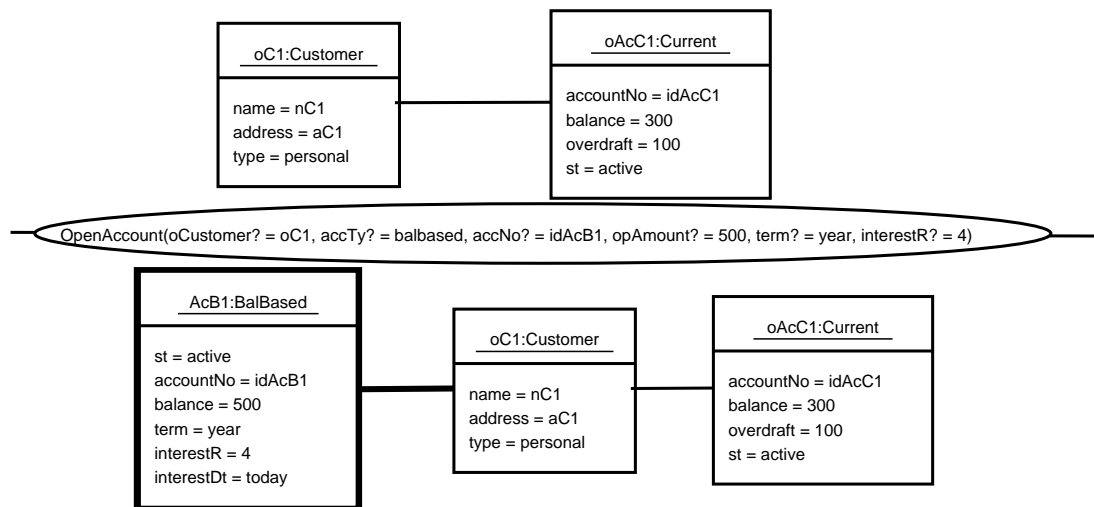 oC1:Customer
name = nC1
address = aC1
type = personal
oAcC1:Current
accountNo = idAcC1
balance = 300
overdraft = 100
st = active
OpenAccount(oCustomer? = oC1, accTy? = balbased, accNo? = idAcB1, opAmount? = 500, term? = year, interestR? = 4)
AcB1:BalBased
st = active
accountNo = idAcB1
balance = 500
term = year
interestR = 4
interestDt = today
oC1:Customer
name = nC1
address = aC1
type = personal
oAcC1:Current
accountNo = idAcC1
balance = 300
overdraft = 100
st = active